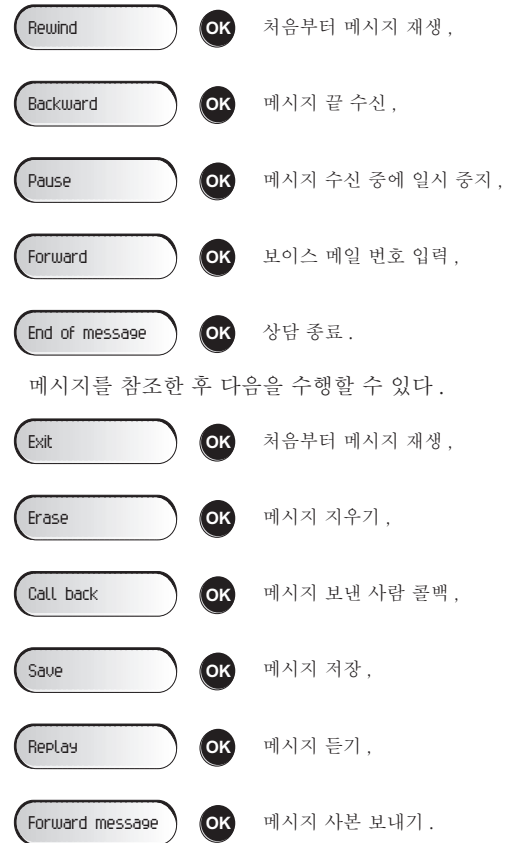 Rewind OK 처음부터 메시지 재생 ,
Backward OK 메시지 끝 수신 ,
Pause OK 메시지 수신 중에 일시 중지 ,
Forward OK 보이스 메일 번호 입력 ,
End of message OK 상담 종료 .
메시지를 참조한 후 다음을 수행할 수 있다 .
Exit OK 처음부터 메시지 재생 ,
Erase OK 메시지 지우기 ,
Call back OK 메시지 보낸 사람 콜백 ,
Save OK 메시지 저장 ,
Replay OK 메시지 듣기 ,
Forward message OK 메시지 사본 보내기 .